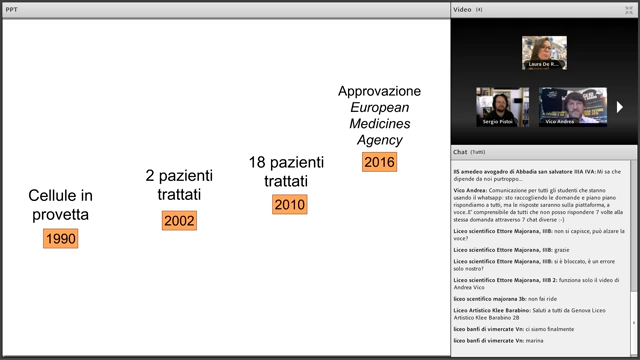 PPT
Cellule in
provetta
1990
2 pazienti
trattati
2002
18 pazienti
trattati
2010
Approvazione
European
Medicines
Agency
2016
Video (4)
Laura De R...
Sergio Pistoi
Vico Andrea
Chat (Tutti)
IIS amedeo avogadro di Abbadia san salvatore IIIA IVA: Mi sa che
dipende da noi purtroppo...
Vico Andrea: Comunicazione per tutti gli studenti che stanno
usando il whatsapp: sto raccogliendo le domande e piano piano
rispondiamo a tutti, ma le risposte saranno sulla piattaforma, a
voce..E' comprensibile da tutti che non posso rispondere 7 volte alla
stessa domanda attraverso 7 chat diverse :-)
Liceo scientifico Ettore Majorana, IIIB: non si capisce, può alzare la
voce?
Liceo scientifico Ettore Majorana, IIIB: grazie
Liceo scientifico Ettore Majorana, IIIB: si è bloccato, è un errore
solo nostro?
Liceo scientifico Ettore Majorana, IIIB 2: funziona solo il video di
Andrea Vico
liceo scentifico majorana 3b: non fai ride
Liceo Artistico Klee Barabino: Saluti a tutti da Genova Liceo
Artistico Klee Barabino 2B
liceo banfi di vimercate Vn: ci siamo finalmente
liceo banfi di vimercate Vn: marina